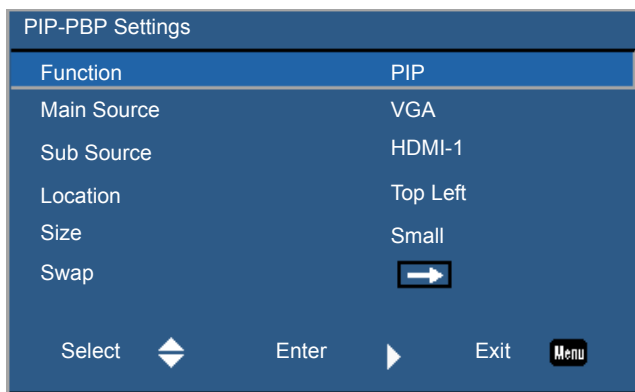 PIP-PBP Settings
Function PIP
Main Source VGA
Sub Source HDMI-1
Location Top Left
Size Small
Swap
Select Enter Exit Menu